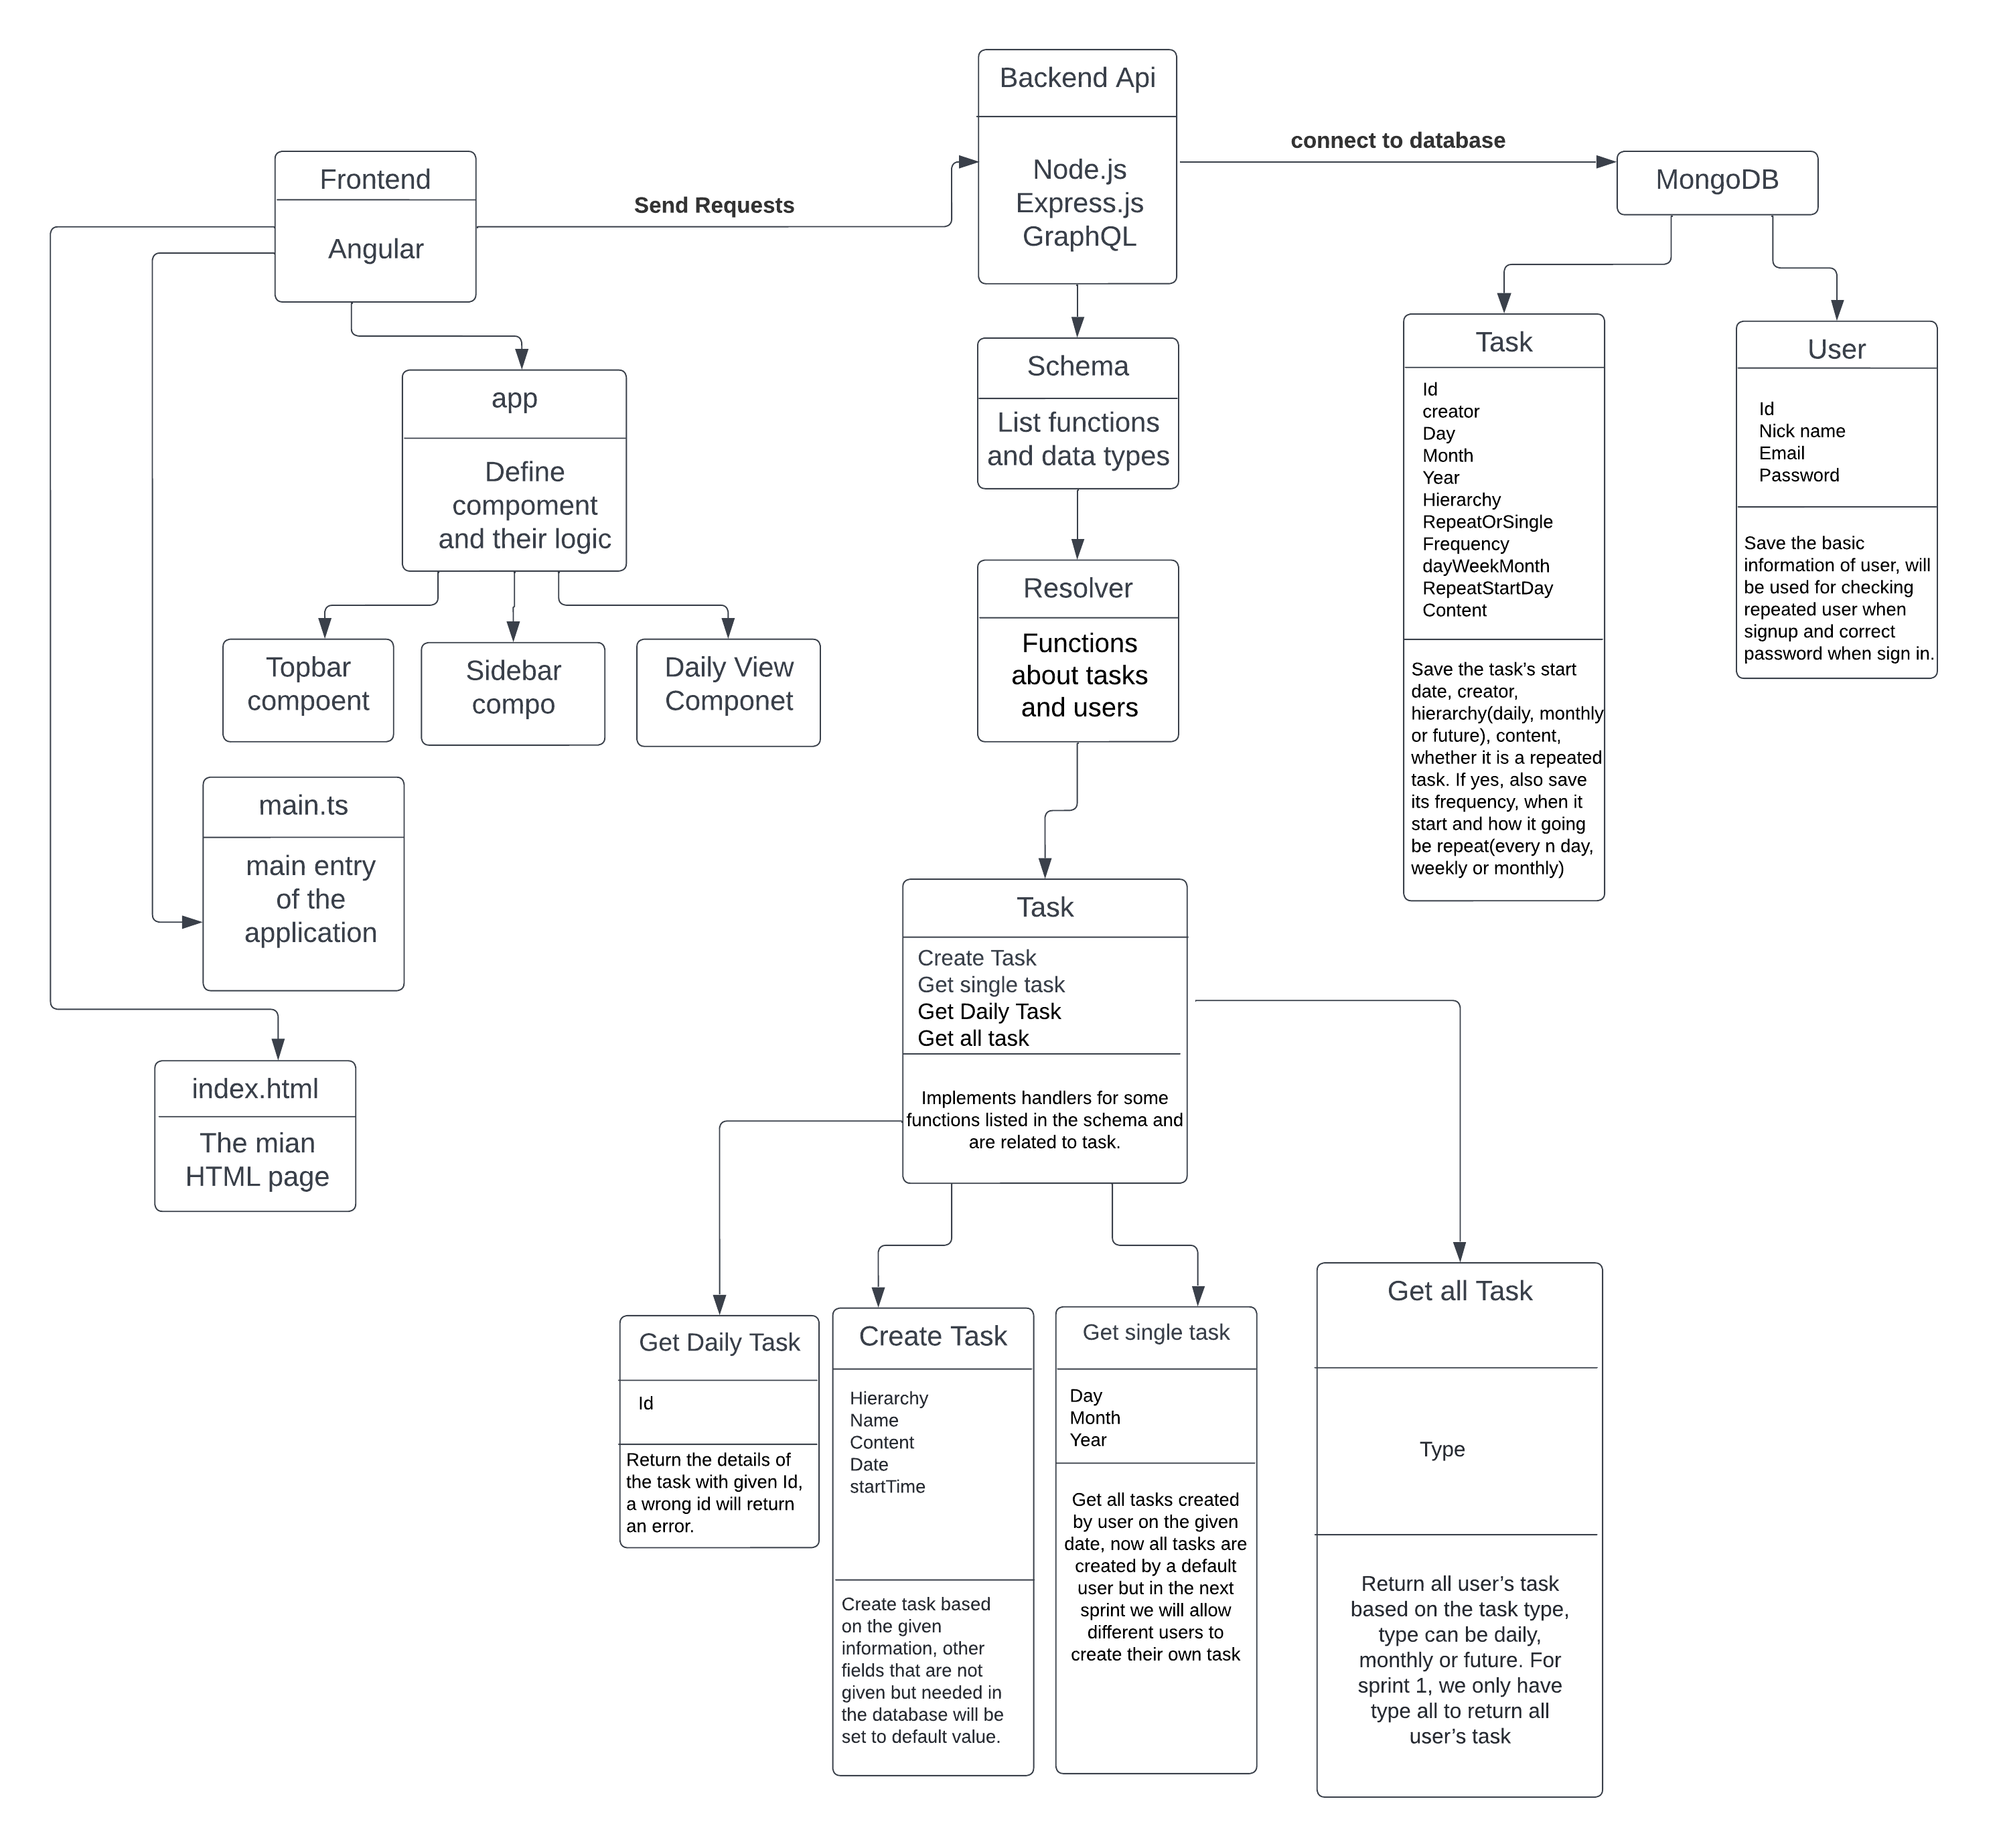 Backend Api
Node.js
Express.js
GraphQL
connect to database
MongoDB
Frontend
Angular
Send Requests
app
Define
compoment
and their logic
Topbar
compoent
Sidebar
compo
Daily View
Componet
main.ts
main entry
of the
application
index.html
The mian
HTML page
Schema
List functions
and data types
Resolver
Functions
about tasks
and users
Task
Id
creator
Day
Month
Year
Hierarchy
RepeatOrSingle
Frequency
dayWeekMonth
RepeatStartDay
Content
Save the task’s start
date, creator,
hierarchy(daily, monthly
or future), content,
whether it is a repeated
task. If yes, also save
its frequency, when it
start and how it going
be repeat(every n day,
weekly or monthly)
User
Id
Nick name
Email
Password
Save the basic
information of user, will
be used for checking
repeated user when
signup and correct
password when sign in.
Task
Create Task
Get single task
Get Daily Task
Get all task
Implements handlers for some
functions listed in the schema and
are related to task.
Get Daily Task
Id
Return the details of
the task with given Id,
a wrong id will return
an error.
Create Task
Hierarchy
Name
Content
Date
startTime
Create task based
on the given
information, other
fields that are not
given but needed in
the database will be
set to default value.
Get single task
Day
Month
Year
Get all tasks created
by user on the given
date, now all tasks are
created by a default
user but in the next
sprint we will allow
different users to
create their own task
Get all Task
Type
Return all user’s task
based on the task type,
type can be daily,
monthly or future. For
sprint 1, we only have
type all to return all
user’s task